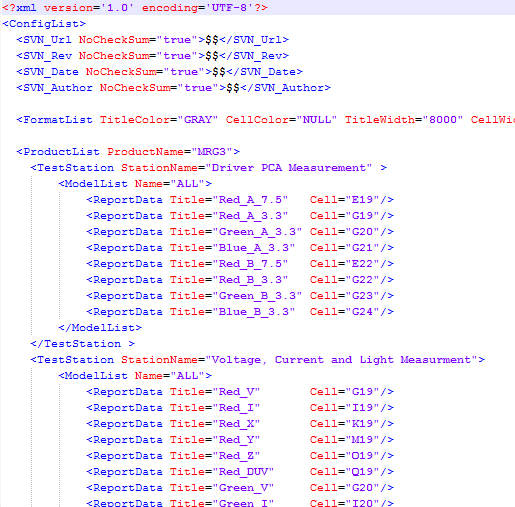 <?xml version='1.0' encoding='UTF-8'?>
<ConfigList>
<SVN_Url NoCheckSum="true">$$</SVN_Url>
<SVN_Rev NoCheckSum="true">$$</SVN_Rev>
<SVN_Date NoCheckSum="true">$$</SVN_Date>
<SVN_Author NoCheckSum="true">$$</SVN_Author>
<FormatList TitleColor="GRAY" CellColor="NULL" TitleWidth="8000" CellWid
<ProductList ProductName="MRG3">
<TestStation StationName="Driver PCA Measurement" >
<ModelList Name="ALL">
<ReportData Title="Red_A_7.5" Cell="E19"/>
<ReportData Title="Red_A_3.3" Cell="G19"/>
<ReportData Title="Green_A_3.3" Cell="G20"/>
<ReportData Title="Blue_A_3.3" Cell="G21"/>
<ReportData Title="Red_B_7.5" Cell="E22"/>
<ReportData Title="Red_B_3.3" Cell="G22"/>
<ReportData Title="Green_B_3.3" Cell="G23"/>
<ReportData Title="Blue_B_3.3" Cell="G24"/>
</ModelList>
</TestStation >
<TestStation StationName="Voltage, Current and Light Measurment">
<ModelList Name="ALL">
<ReportData Title="Red_V" Cell="G19"/>
<ReportData Title="Red_I" Cell="I19"/>
<ReportData Title="Red_X" Cell="K19"/>
<ReportData Title="Red_Y" Cell="M19"/>
<ReportData Title="Red_Z" Cell="O19"/>
<ReportData Title="Red_DUV" Cell="Q19"/>
<ReportData Title="Green_V" Cell="G20"/>
<ReportData Title="Green_I" Cell="I20"/>